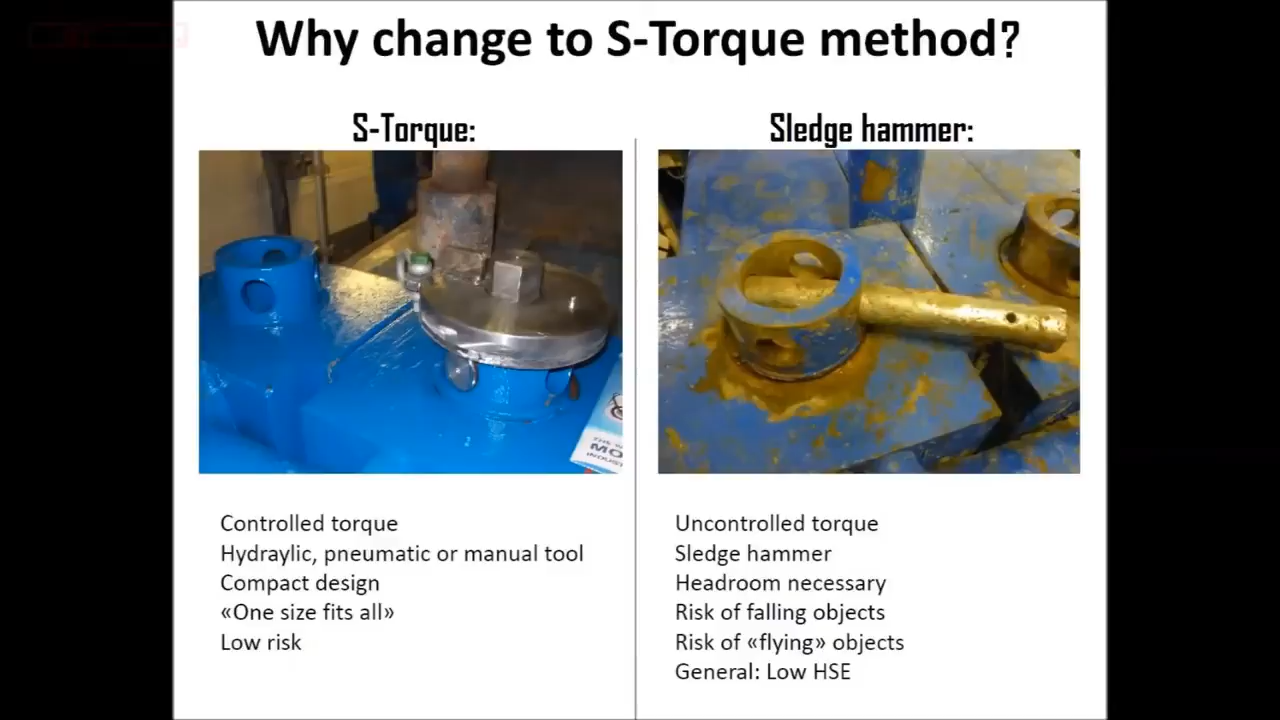 Why change to S-Torque method?
S-Torque:
Sledge hammer:
MO
INDUST
Controlled torque
Hydraylic, pneumatic or manual tool
Compact design
«One size fits all»
Low risk
Uncontrolled torque
Sledge hammer
Headroom necessary
Risk of falling objects
Risk of «flying» objects
General: Low HSE